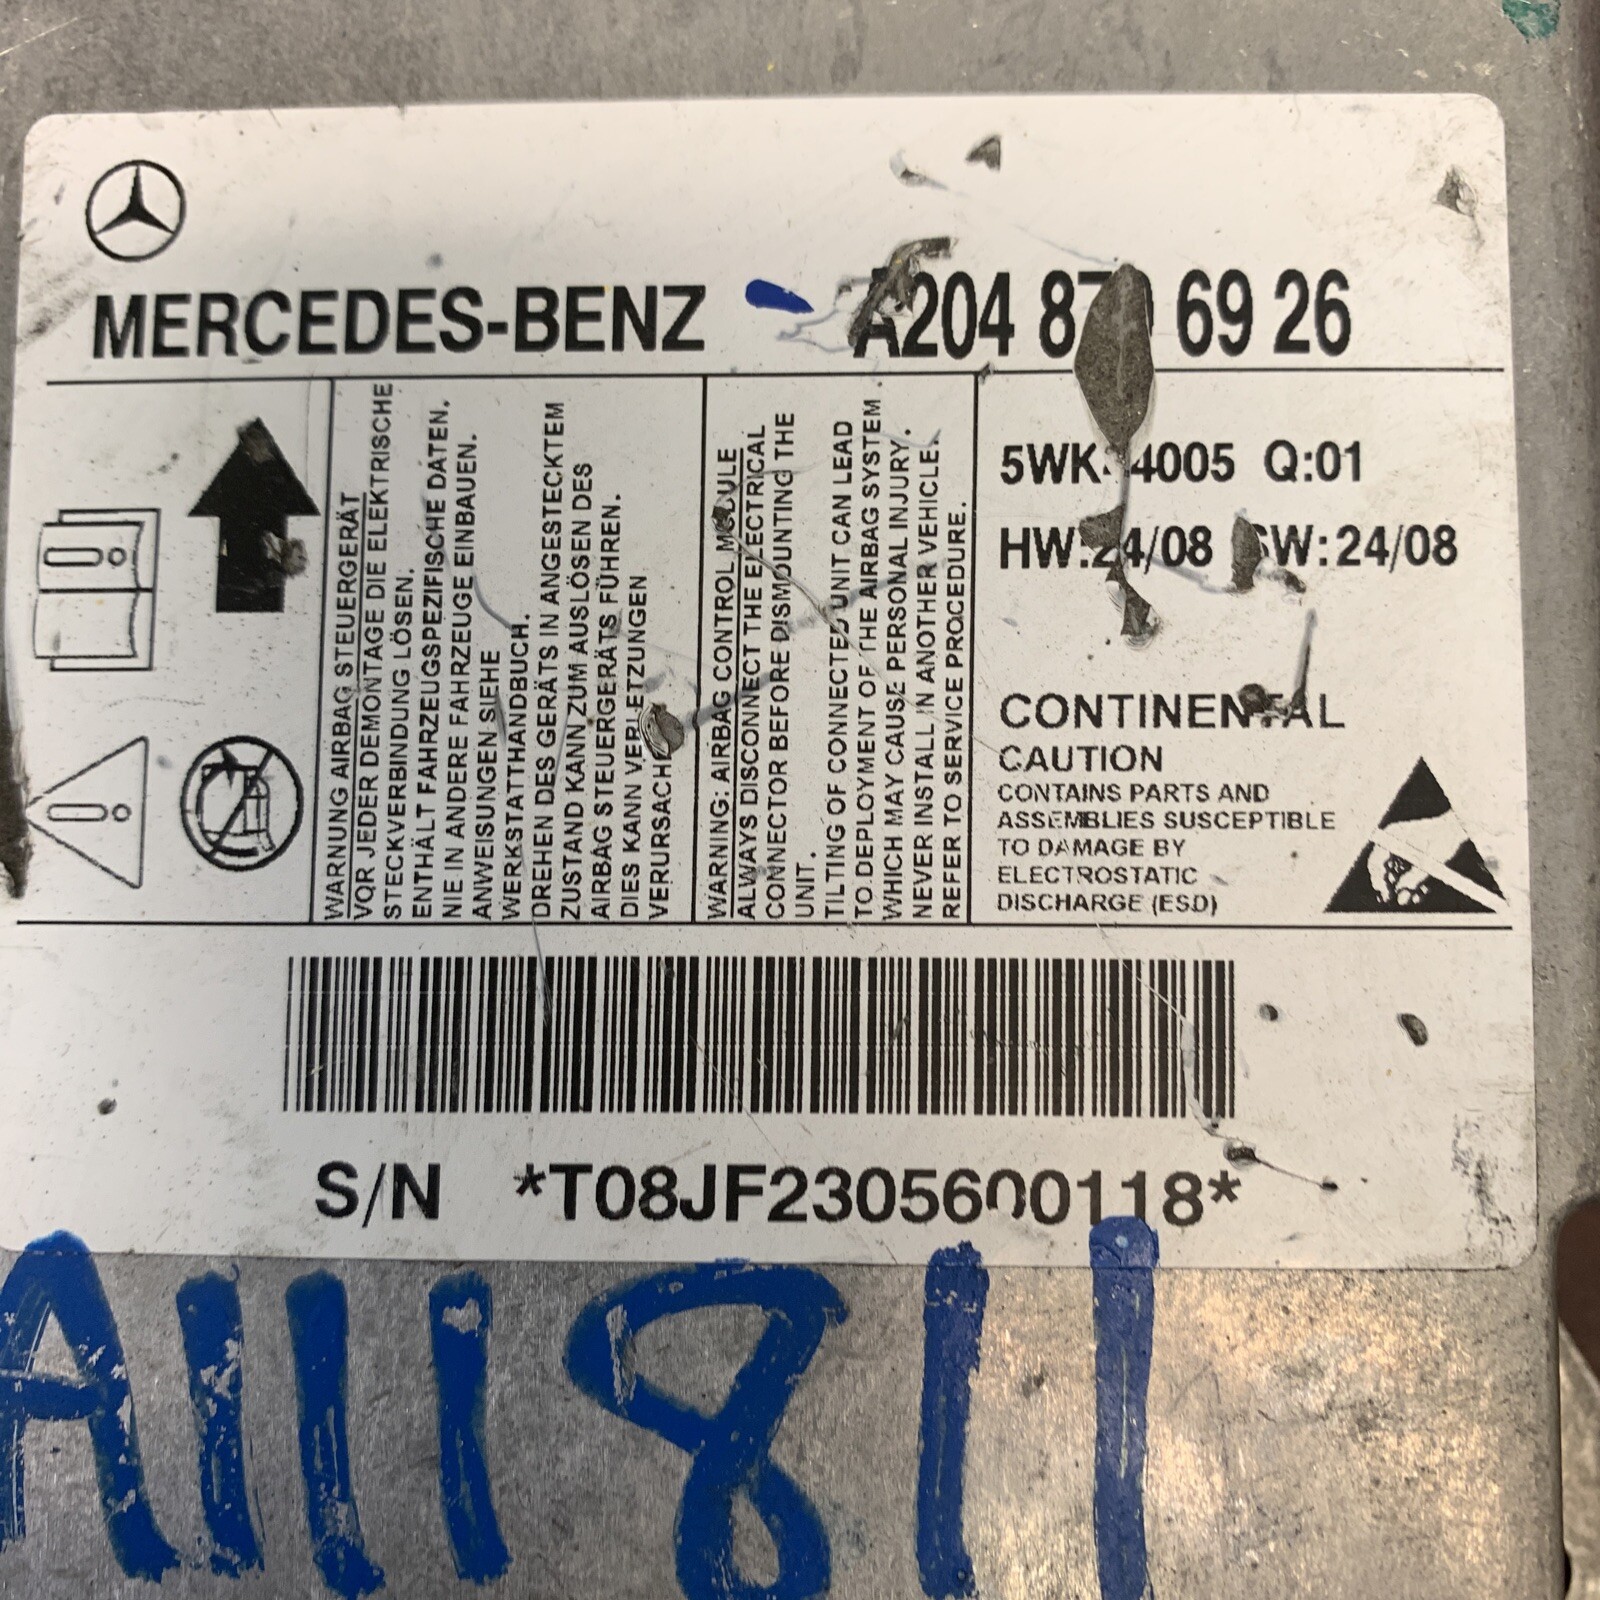 MERCEDES-BENZ A204 870 69 26
WARNUNG AIRBAG STEUERGERÄT
VOR JEDER DEMONTAGE DIE ELEKTRISCHE
STECKVERBINDUNG LÖSEN.
ENTHÄLT FAHRZEUGSPEZIFISCHE DATEN.
NIE IN ANDERE FAHRZEUGE EINBAUEN.
ANWEISUNGEN SIEHE
WERKSTATTHANDBUCH.
DREHEN DES GERÄTS IN ANGESTECKTEM
ZUSTAND KANN ZUM AUSLÖSEN DES
AIRBAG STEUERGERÄTS FÜHREN.
DIES KANN VERLETZUNGEN
VERURSACHEN
WARNING: AIRBAG CONTROL MODULE
ALWAYS DISCONNECT THE ELECTRICAL
CONNECTOR BEFORE DISMOUNTING THE
UNIT.
TILTING OF CONNECTED UNIT CAN LEAD
TO DEPLOYMENT OF THE AIRBAG SYSTEM
WHICH MAY CAUSE PERSONAL INJURY.
NEVER INSTALL IN ANOTHER VEHICLE.
REFER TO SERVICE PROCEDURE.
Q:01
HW:24/08 SW:24/08
CONTINENTAL
CAUTION
CONTAINS PARTS AND
ASSEMBLIES SUSCEPTIBLE
TO DAMAGE BY
ELECTROSTATIC
DISCHARGE (ESD)
S/N *T08JF2305600118*
A111811